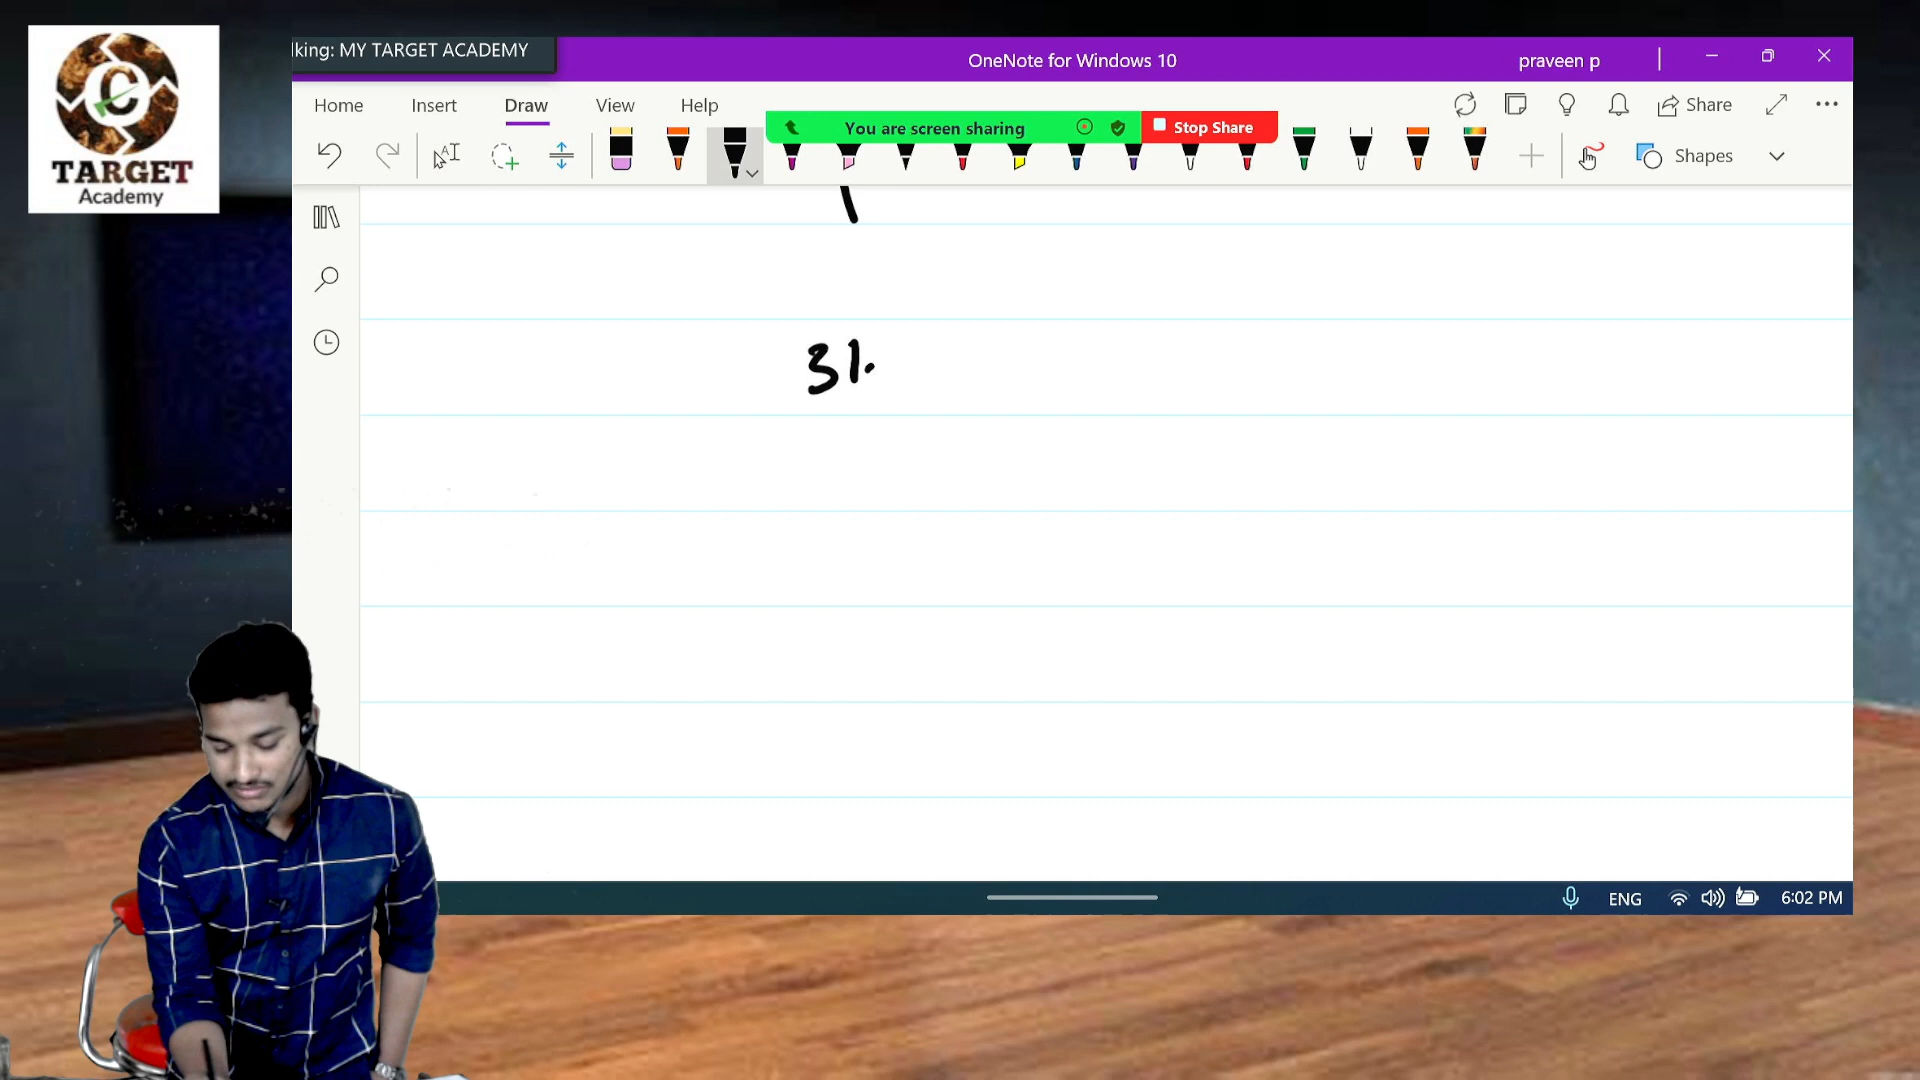 lking: MY TARGET ACADEMY
OneNote for Windows 10
praveen p
Home Insert Draw View Help
Share
You are screen sharing
Stop Share
Shapes
C
TARGET
Academy
31.
ENG
6:02 PM